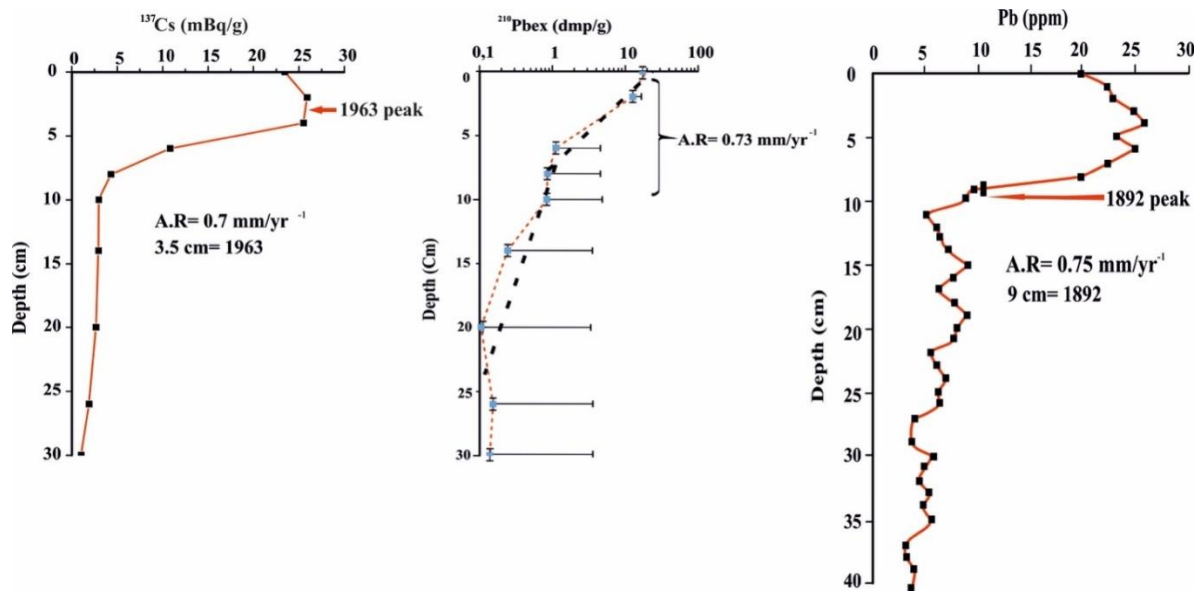 ¹³⁷Cs (mBq/g)
0 5 10 15 20 25 30
0
5
10
15
20
25
30
Depth (cm)
1963 peak
A.R= 0.7 mm/yr ⁻¹
3.5 cm= 1963
²¹⁰Pbex (dmp/g)
0,1 1 10 100
0
5
10
15
20
25
30
Depth (Cm)
A.R= 0.73 mm/yr⁻¹
Pb (ppm)
0 5 10 20 25 30
0
5
10
15
20
25
30
35
40
Depth (cm)
1892 peak
A.R= 0.75 mm/yr⁻¹
9 cm= 1892